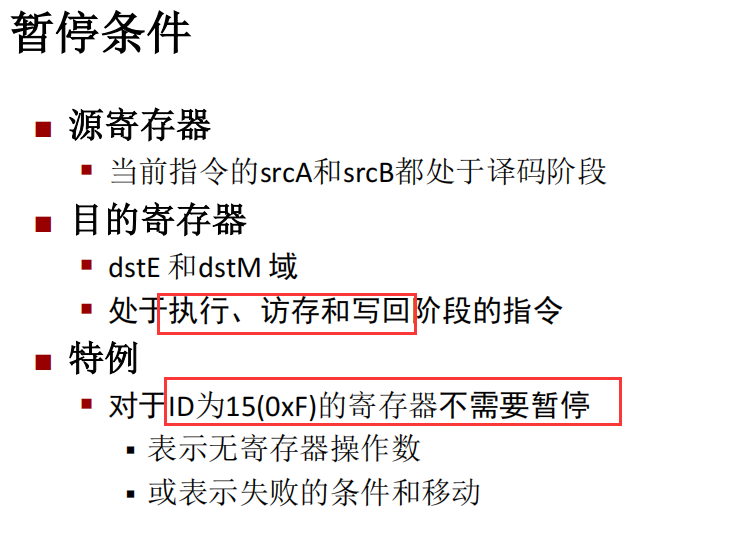 暂停条件
源寄存器
当前指令的srcA和srcB都处于译码阶段
目的寄存器
dstE 和dstM 域
处于执行、访存和写回阶段的指令
特例
对于ID为15(0xF)的寄存器不需要暂停
表示无寄存器操作数
或表示失败的条件和移动